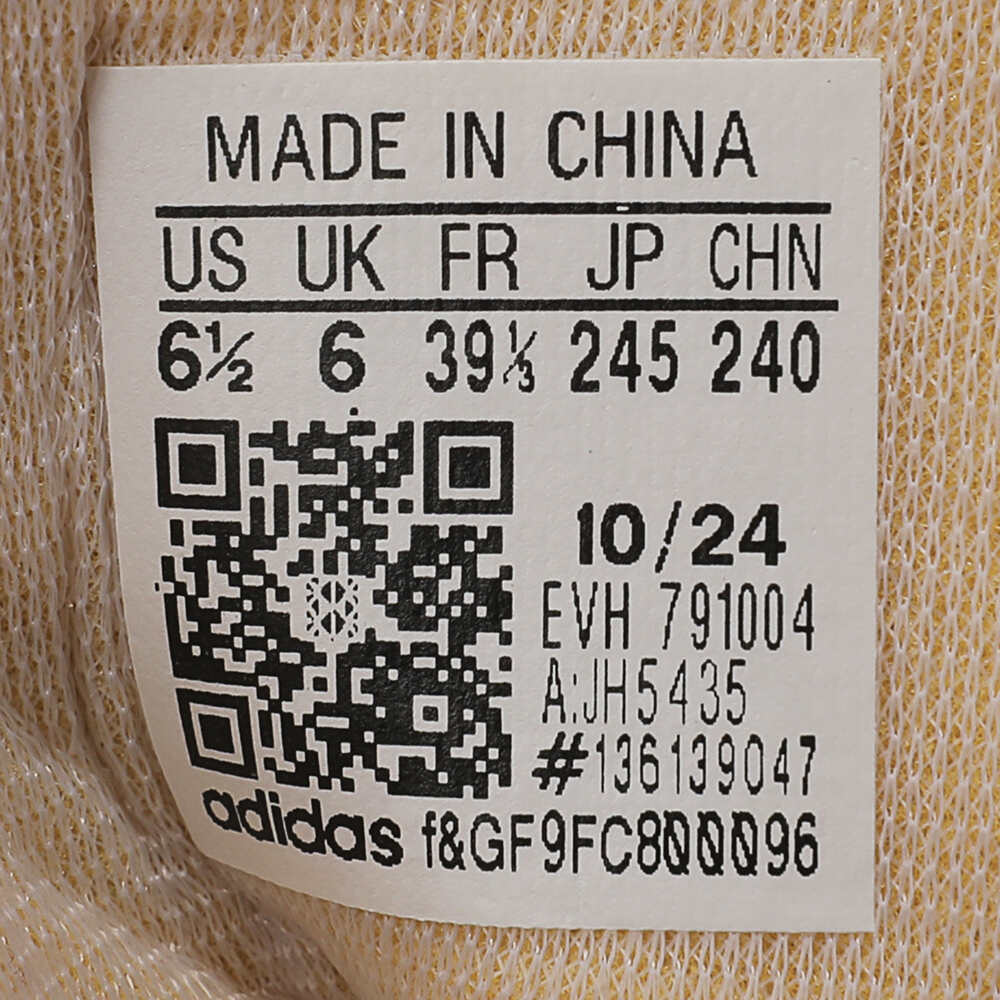 MADE IN CHINA
US UK FR JP CHN
6½ 6 39⅓ 245 240
10/24
EVH 791004
A:JH5435
#136139047
adidas f&GF9FC8000096